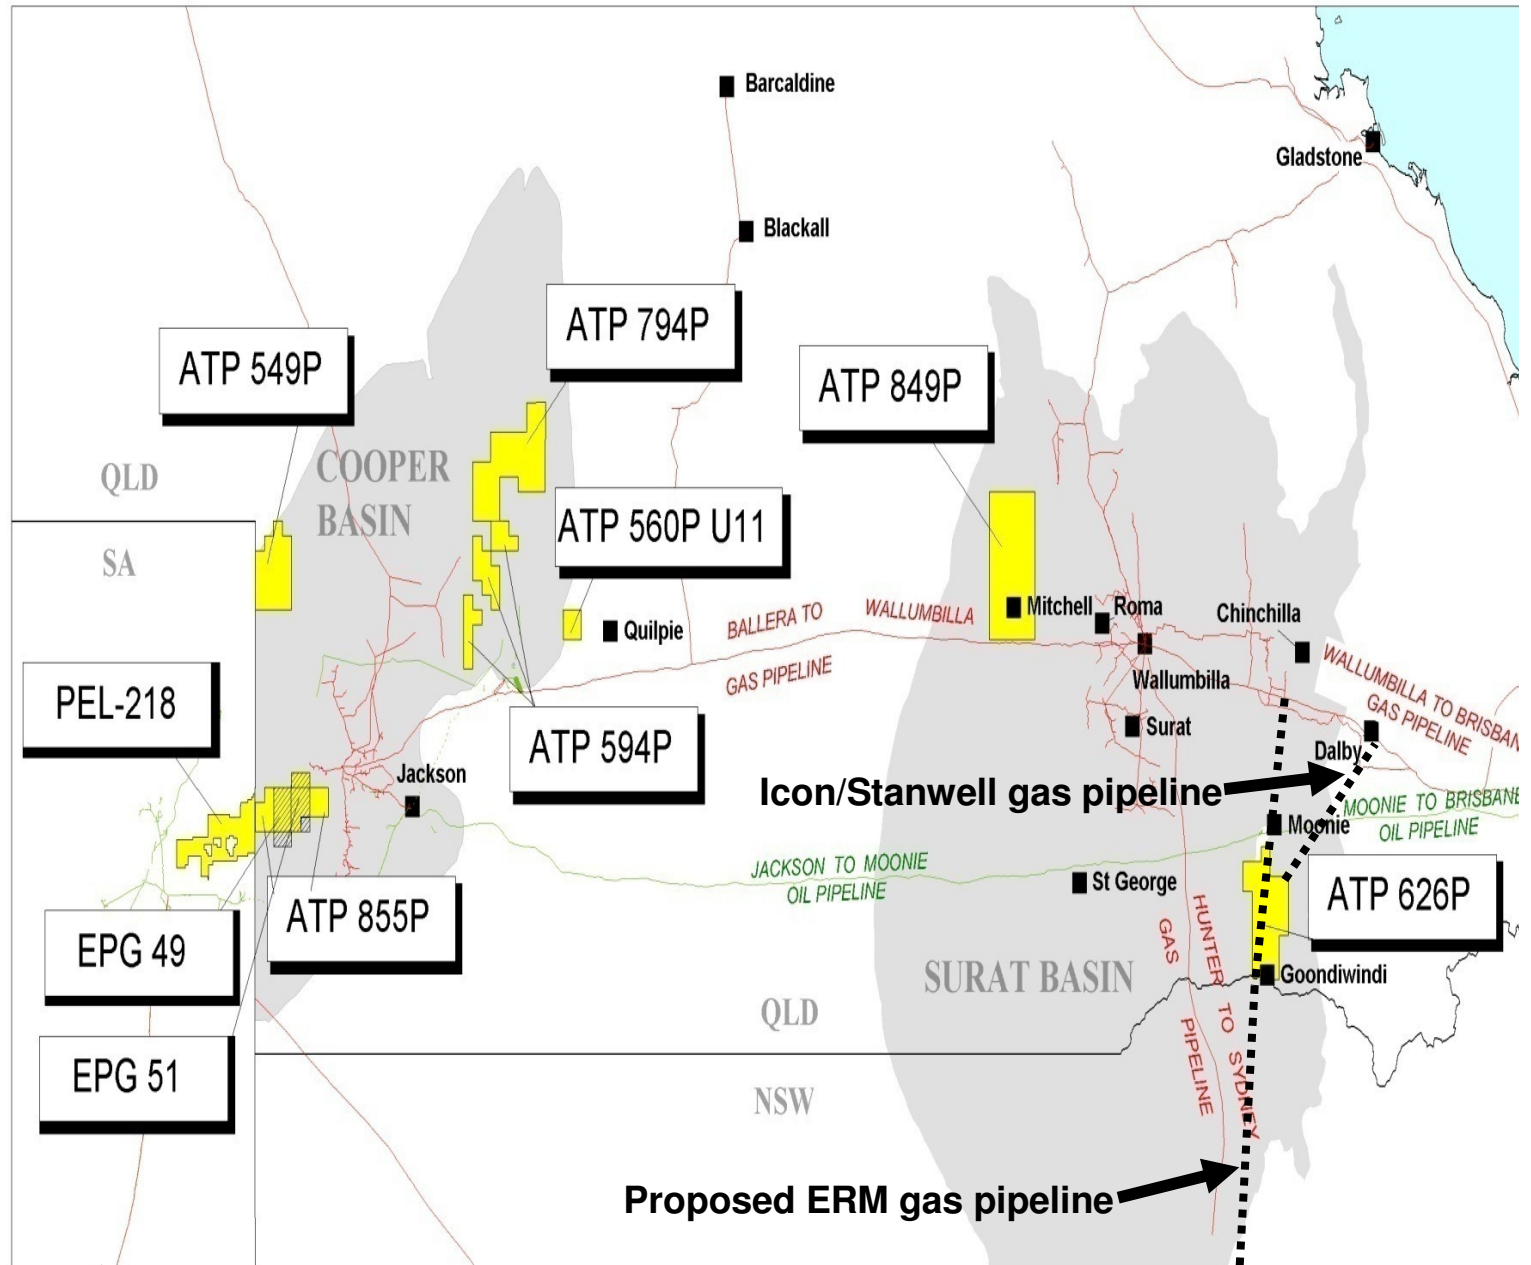 Barcaldine
Gladstone
Blackall
ATP 794P
ATP 549P
ATP 849P
QLD
COOPER
BASIN
ATP 560P U11
SA
Mitchell
Roma
Chinchilla
BALLERA TO WALLUMBILLA
GAS PIPELINE
Quilpie
Wallumbilla
WALLUMBILLA TO BRISBAN
GAS PIPELINE
PEL-218
ATP 594P
Surat
Dalby
Jackson
Icon/Stanwell gas pipeline
MOONIE TO BRISBANE
OIL PIPELINE
Moonie
JACKSON TO MOONIE
OIL PIPELINE
St George
ATP 626P
ATP 855P
EPG 49
HUNTER TO SYDNEY
GAS PIPELINE
SURAT BASIN
Goondiwindi
QLD
EPG 51
NSW
Proposed ERM gas pipeline